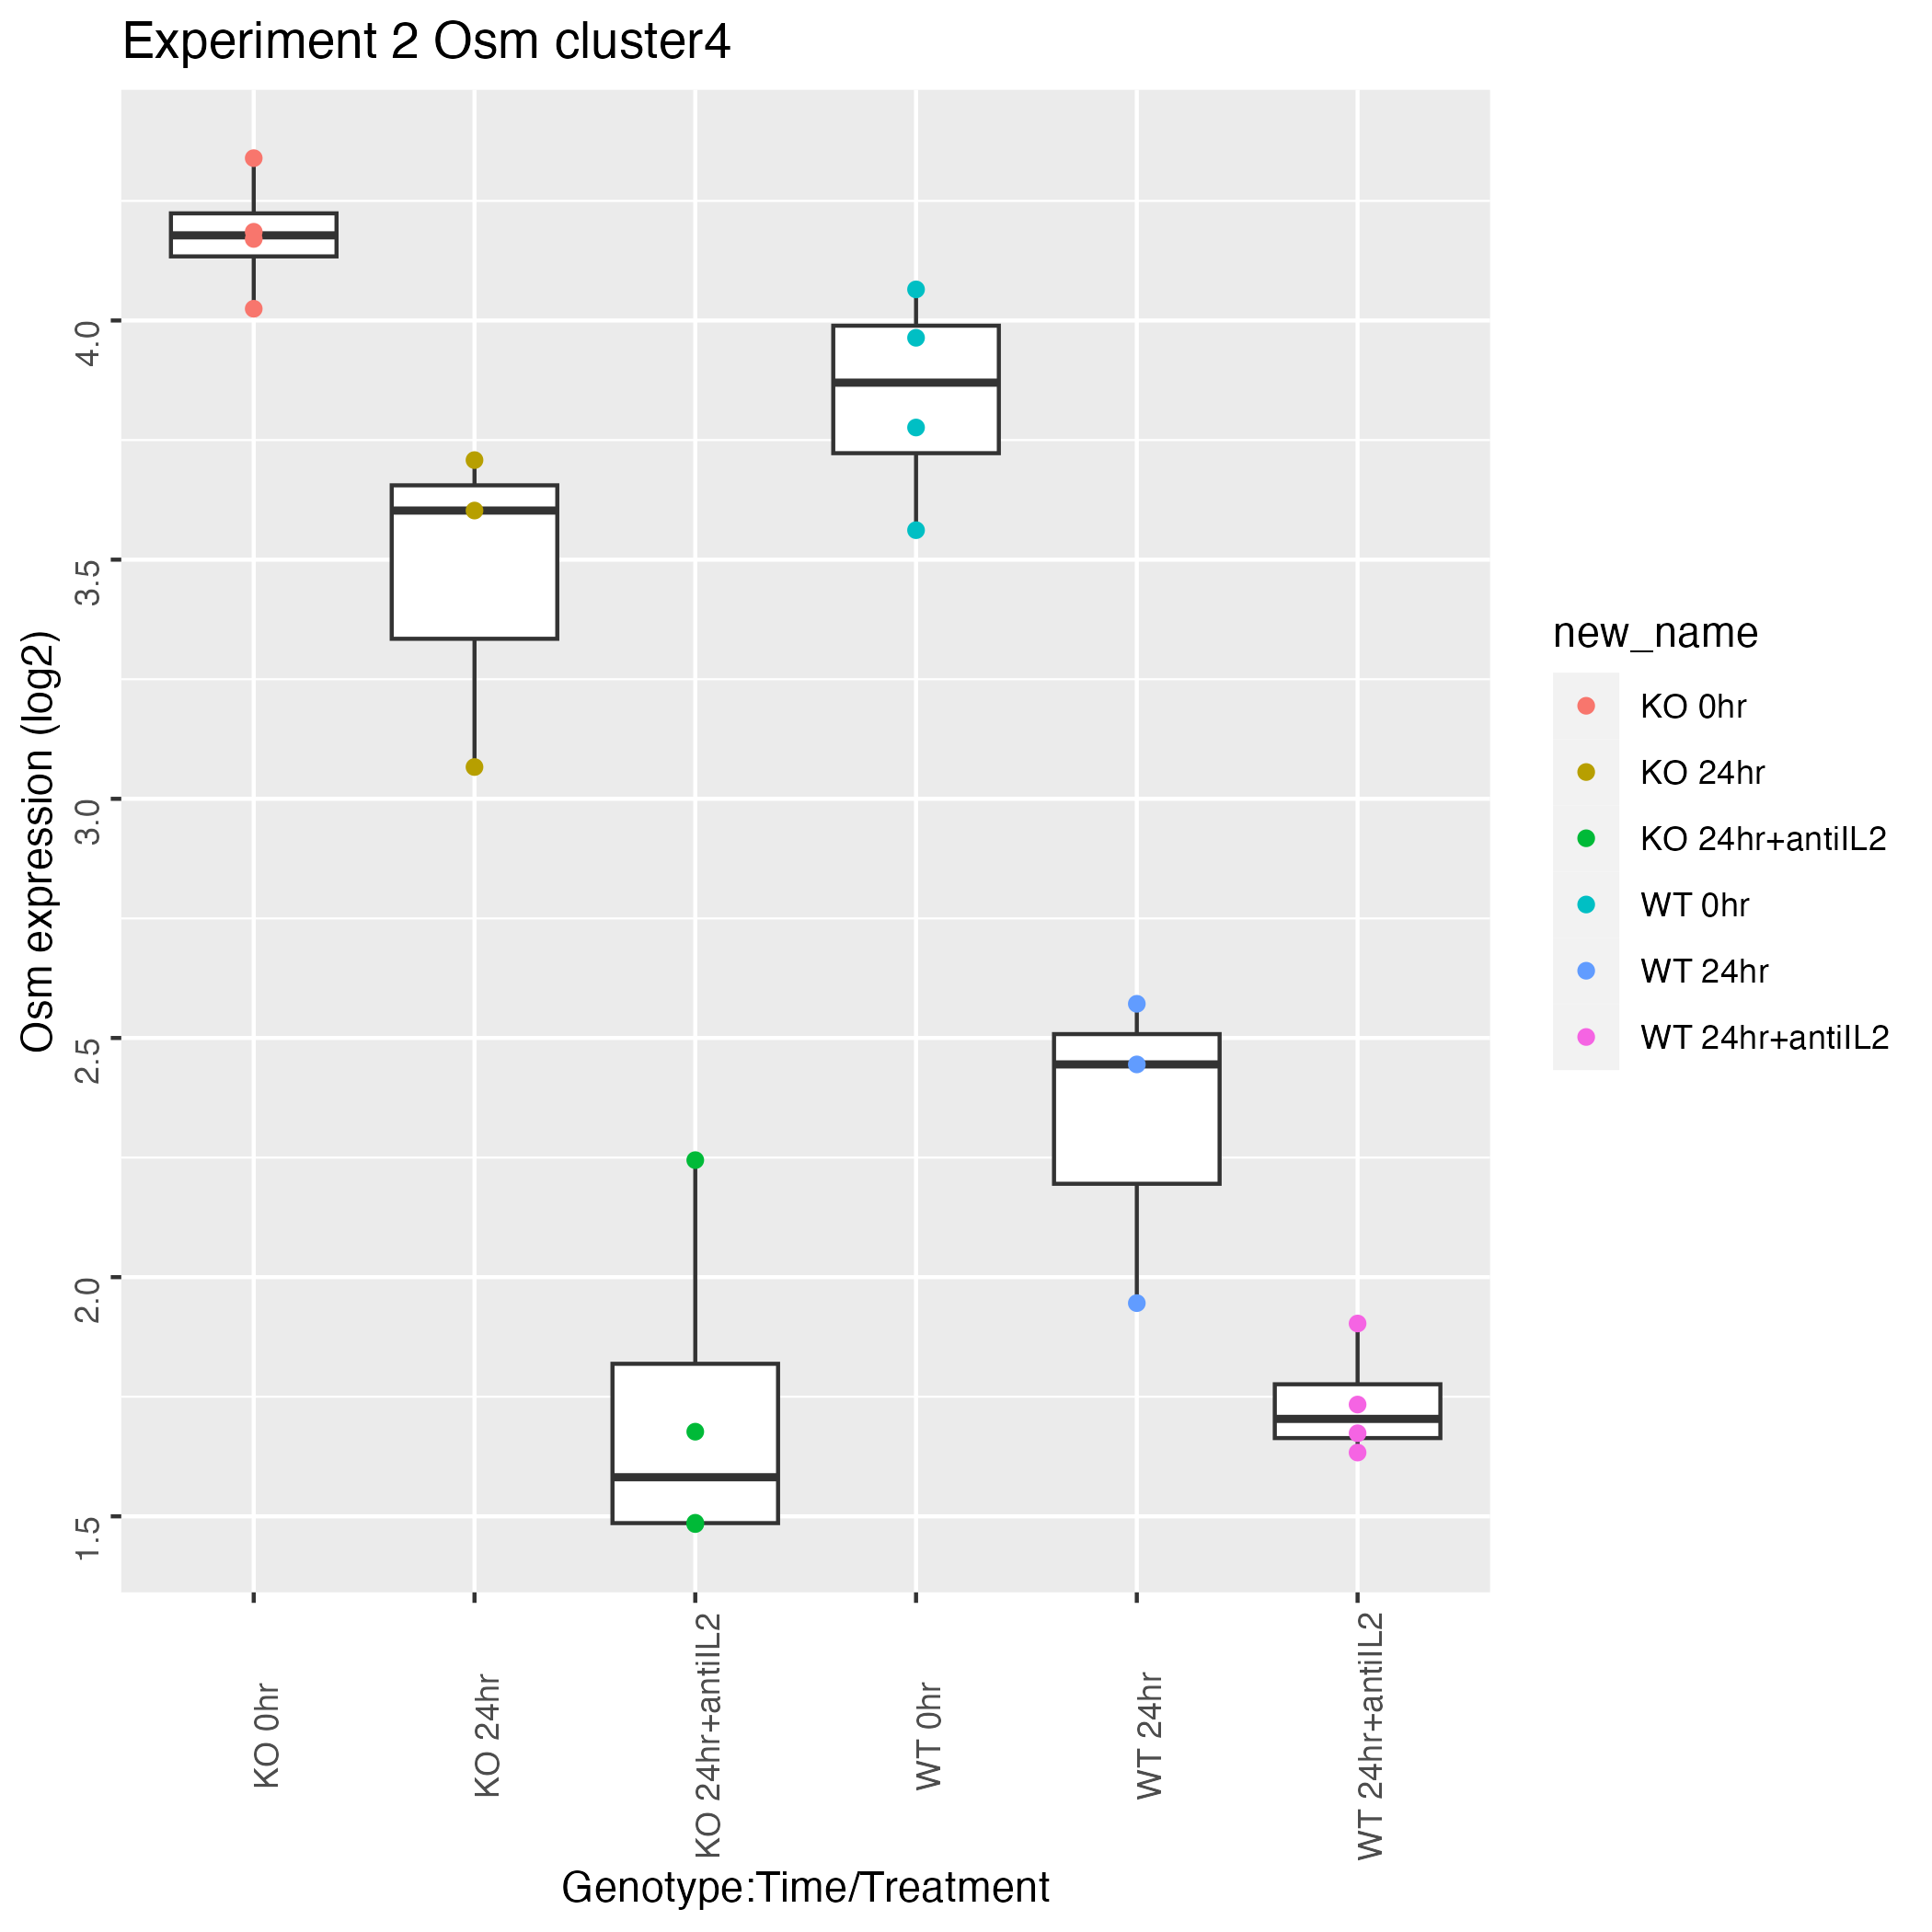 Experiment 2 Osm cluster4
Osm expression (log2)
4.0
3.5
3.0
2.5
2.0
1.5
KO 0hr
KO 24hr
KO 24hr+antiIL2
WT 0hr
WT 24hr
WT 24hr+antiIL2
Genotype:Time/Treatment
new_name
KO 0hr
KO 24hr
KO 24hr+antiIL2
WT 0hr
WT 24hr
WT 24hr+antiIL2